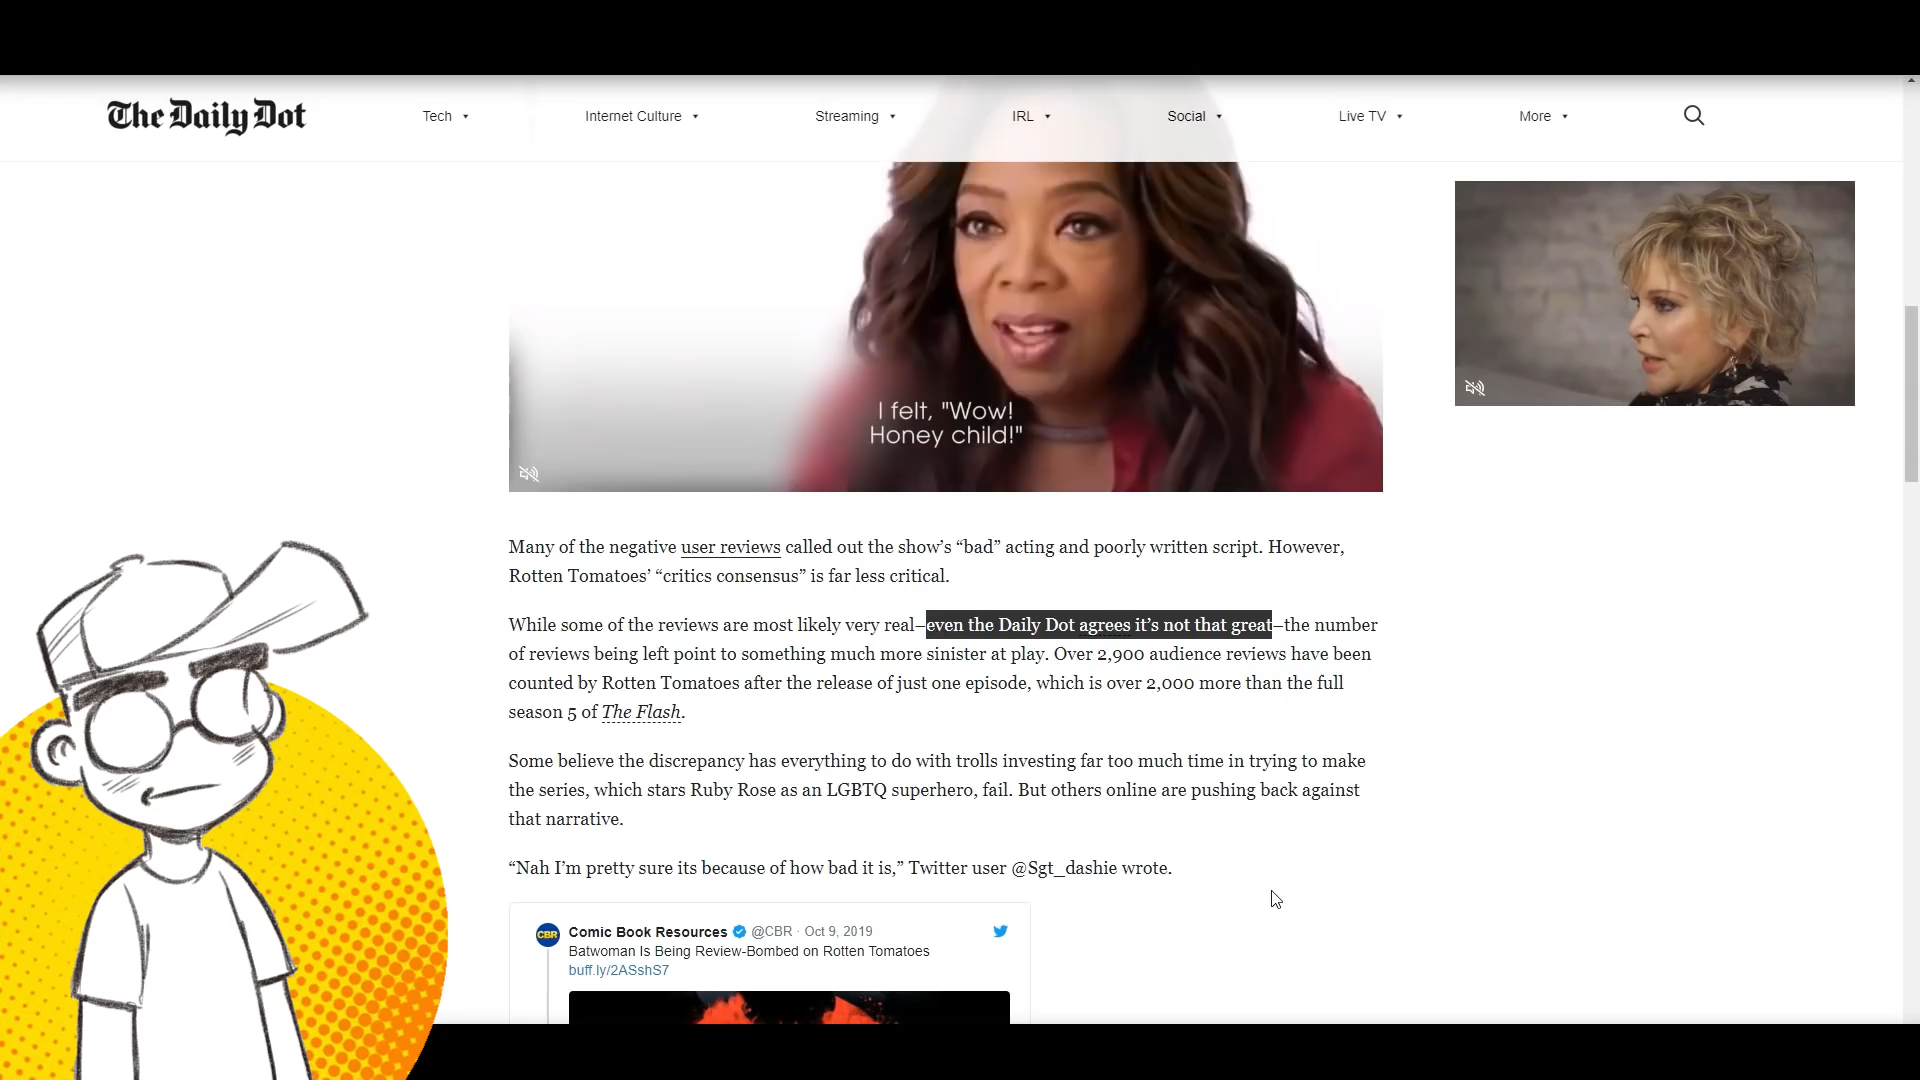 The Daily Dot
Tech
Internet Culture
Streaming
IRL
Social
Live TV
More
I felt, "Wow!
Honey child!"
Many of the negative user reviews called out the show’s “bad” acting and poorly written script. However,
Rotten Tomatoes’ “critics consensus” is far less critical.
While some of the reviews are most likely very real–even the Daily Dot agrees it’s not that great–the number
of reviews being left point to something much more sinister at play. Over 2,900 audience reviews have been
counted by Rotten Tomatoes after the release of just one episode, which is over 2,000 more than the full
season 5 of The Flash.
Some believe the discrepancy has everything to do with trolls investing far too much time in trying to make
the series, which stars Ruby Rose as an LGBTQ superhero, fail. But others online are pushing back against
that narrative.
“Nah I’m pretty sure its because of how bad it is,” Twitter user @Sgt_dashie wrote.
CBR
Comic Book Resources @CBR · Oct 9, 2019
Batwoman Is Being Review-Bombed on Rotten Tomatoes
buff.ly/2ASshS7